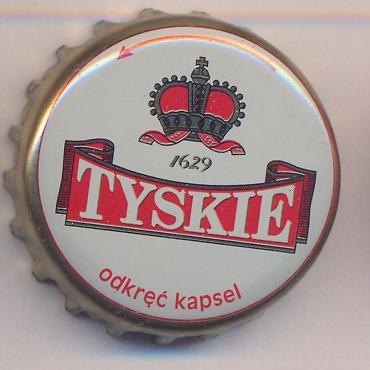 1629
TYSKIE
odkręć kapsel